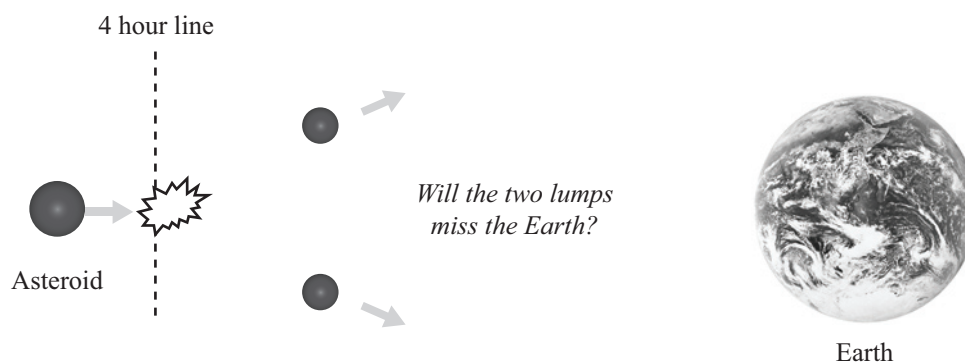 4 hour line
Will the two lumps
miss the Earth?
Asteroid
Earth